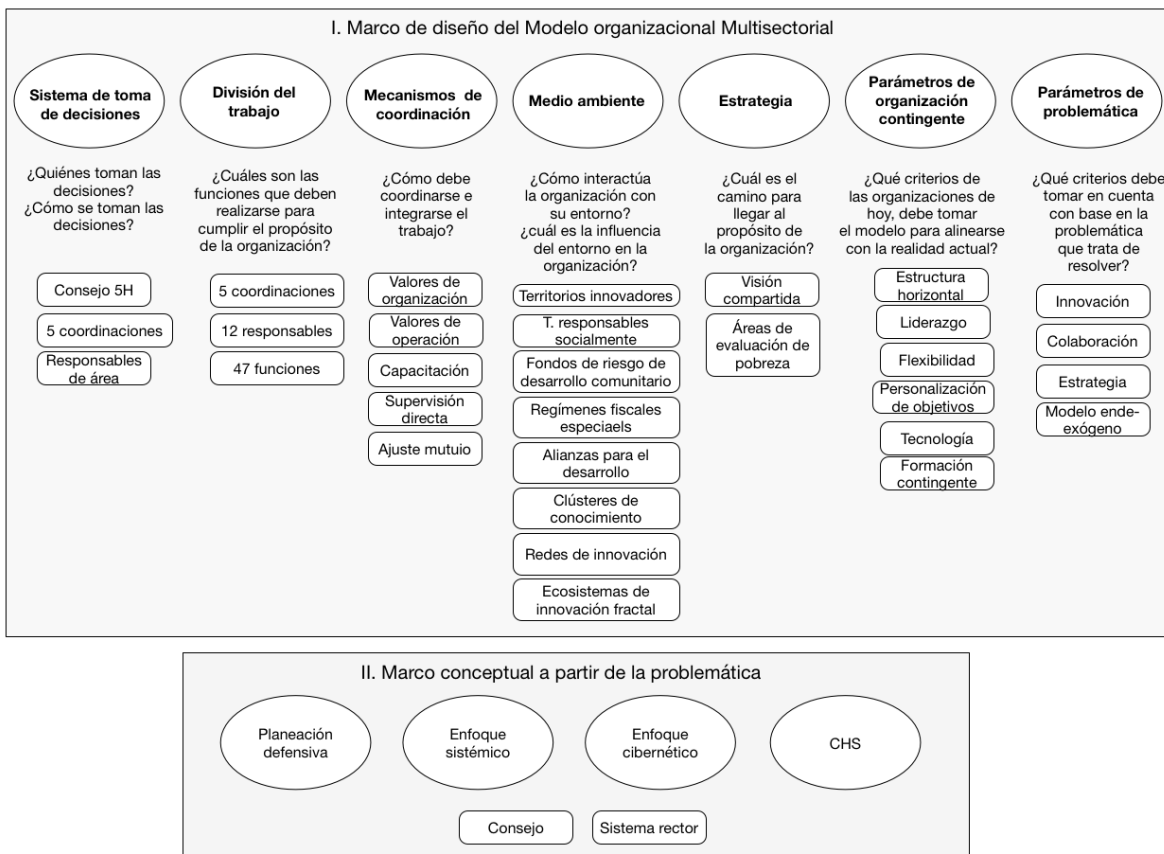 I. Marco de diseño del Modelo organizacional Multisectorial
Sistema de toma
de decisiones
¿Quiénes toman las
decisiones?
¿Cómo se toman las
decisiones?
Consejo 5H
5 coordinaciones
Responsables
de área
División del
trabajo
¿Cuáles son las
funciones que deben
realizarse para
cumplir el propósito
de la organización?
5 coordinaciones
12 responsables
47 funciones
Mecanismos de
coordinación
¿Cómo debe
coordinarse e
integrarse el
trabajo?
Valores de
organización
Valores de
operación
Capacitación
Supervisión
directa
Ajuste mutuio
Medio ambiente
¿Cómo interactúa
la organización con
su entorno?
¿cuál es la influencia
del entorno en la
organización?
Territorios innovadores
T. responsables
socialmente
Fondos de riesgo de
desarrollo comunitario
Regímenes fiscales
especiaels
Alianzas para el
desarrollo
Clústeres de
conocimiento
Redes de innovación
Ecosistemas de
innovación fractal
Estrategia
¿Cuál es el
camino para
llegar al
propósito de
la organización?
Visión
compartida
Áreas de
evaluación de
pobreza
Parámetros de
organización
contingente
¿Qué criterios de
las organizaciones de
hoy, debe tomar
el modelo para alinearse
con la realidad actual?
Estructura
horizontal
Liderazgo
Flexibilidad
Personalización
de objetivos
Tecnología
Formación
contingente
Parámetros de
problemática
¿Qué criterios debe
tomar en cuenta
con base en la
problemática
que trata de
resolver?
Innovación
Colaboración
Estrategia
Modelo ende-
exógeno
II. Marco conceptual a partir de la problemática
Planeación
defensiva
Enfoque
sistémico
Enfoque
cibernético
CHS
Consejo
Sistema rector